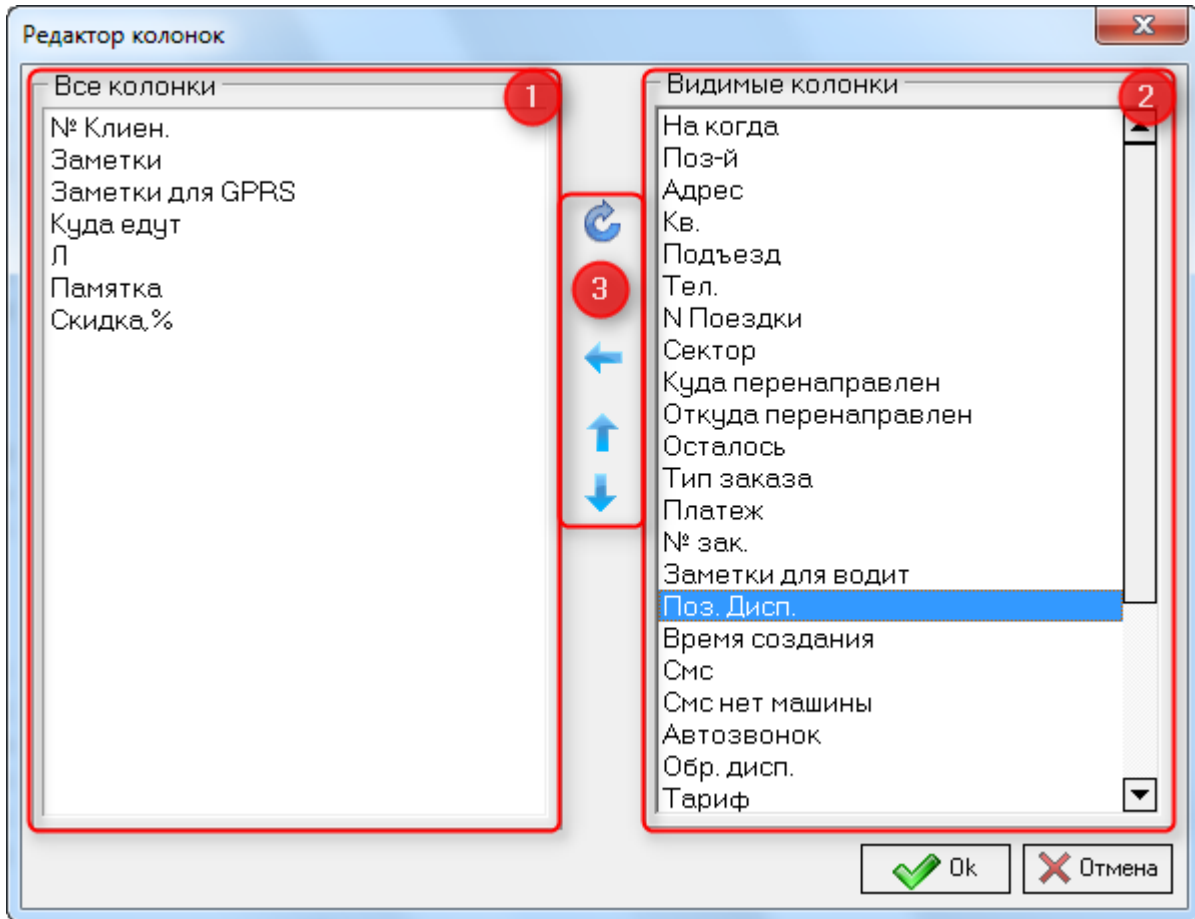 Редактор колонок
Все колонки
1
№ Клиен.
Заметки
Заметки для GPRS
Куда едут
Л
Памятка
Скидка,%
3
Видимые колонки
2
На когда
Поз-й
Адрес
Кв.
Подъезд
Тел.
N Поездки
Сектор
Куда перенаправлен
Откуда перенаправлен
Осталось
Тип заказа
Платеж
№ зак.
Заметки для водит
Поз. Дисп.
Время создания
Смс
Смс нет машины
Автозвонок
Обр. дисп.
Тариф
Ok
Отмена